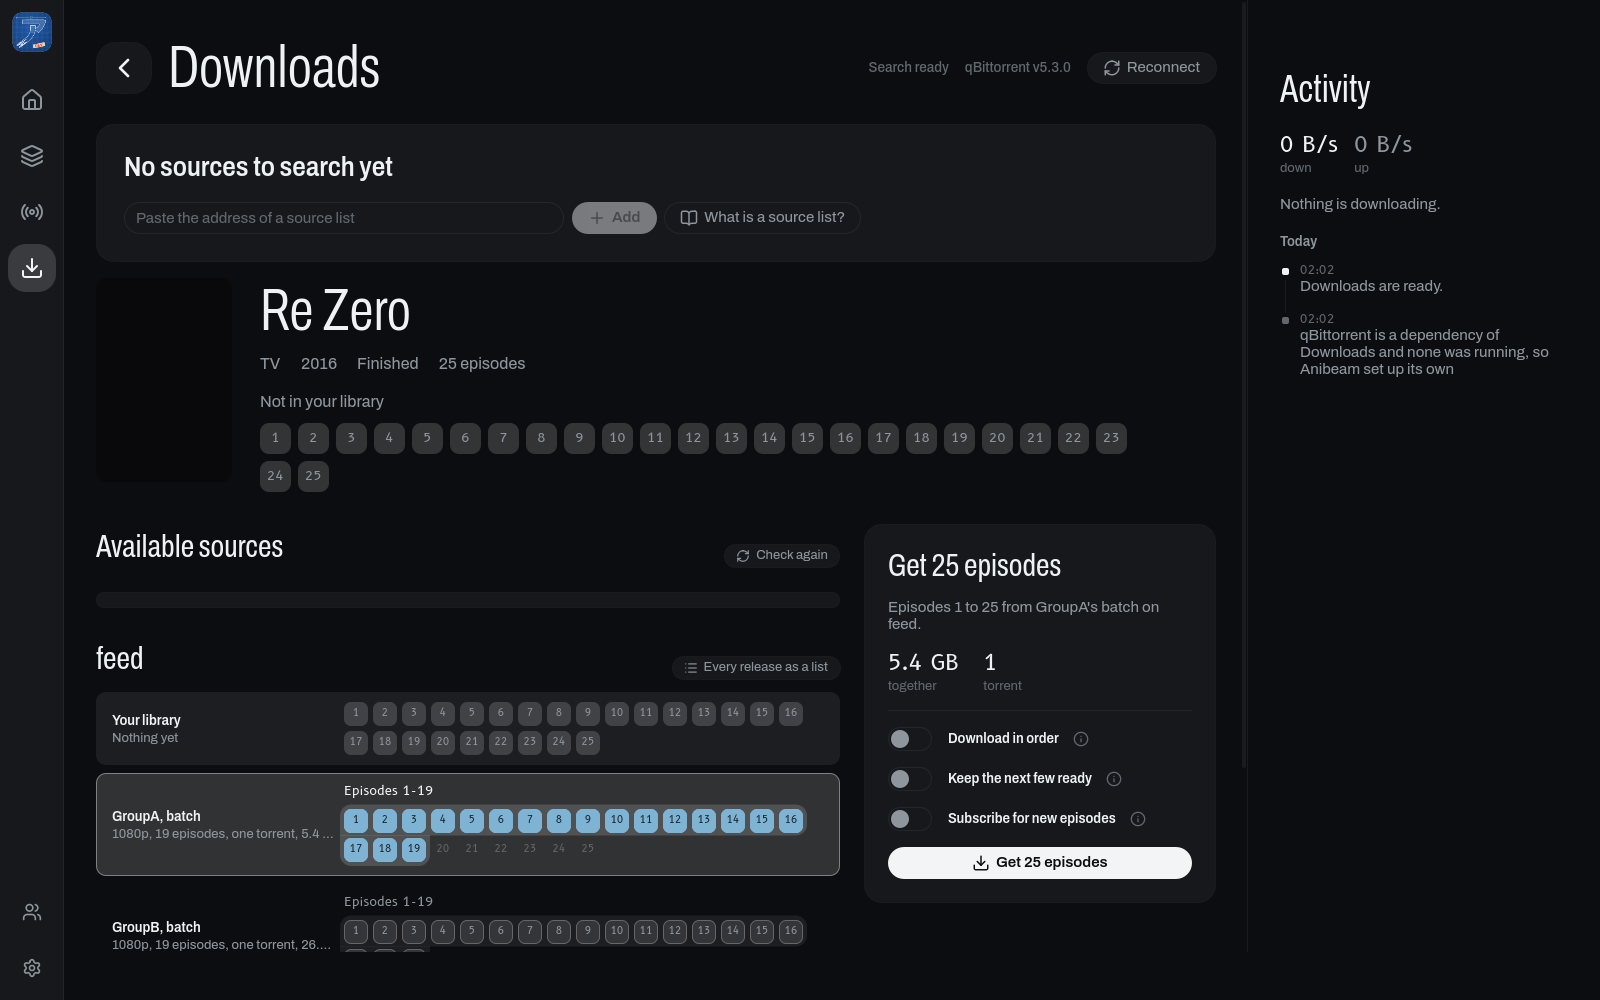 Downloads
Search ready
qBittorrent v5.3.0
Reconnect
No sources to search yet
Paste the address of a source list
Add
What is a source list?
Re Zero
TV 2016 Finished 25 episodes
Not in your library
1 2 3 4 5 6 7 8 9 10 11 12 13 14 15 16 17 18 19 20 21 22 23
24 25
Available sources
Check again
feed
Every release as a list
Your library
Nothing yet
1 2 3 4 5 6 7 8 9 10 11 12 13 14 15 16
17 18 19 20 21 22 23 24 25
Episodes 1-19
GroupA, batch
1080p, 19 episodes, one torrent, 5.4 ...
1 2 3 4 5 6 7 8 9 10 11 12 13 14 15 16
17 18 19 20 21 22 23 24 25
Episodes 1-19
GroupB, batch
1080p, 19 episodes, one torrent, 26....
1 2 3 4 5 6 7 8 9 10 11 12 13 14 15 16
Get 25 episodes
Episodes 1 to 25 from GroupA's batch on
feed.
5.4 GB 1
together torrent
Download in order
Keep the next few ready
Subscribe for new episodes
Get 25 episodes
Activity
0 B/s 0 B/s
down up
Nothing is downloading.
Today
02:02
Downloads are ready.
02:02
qBittorrent is a dependency of
Downloads and none was running, so
Anibeam set up its own